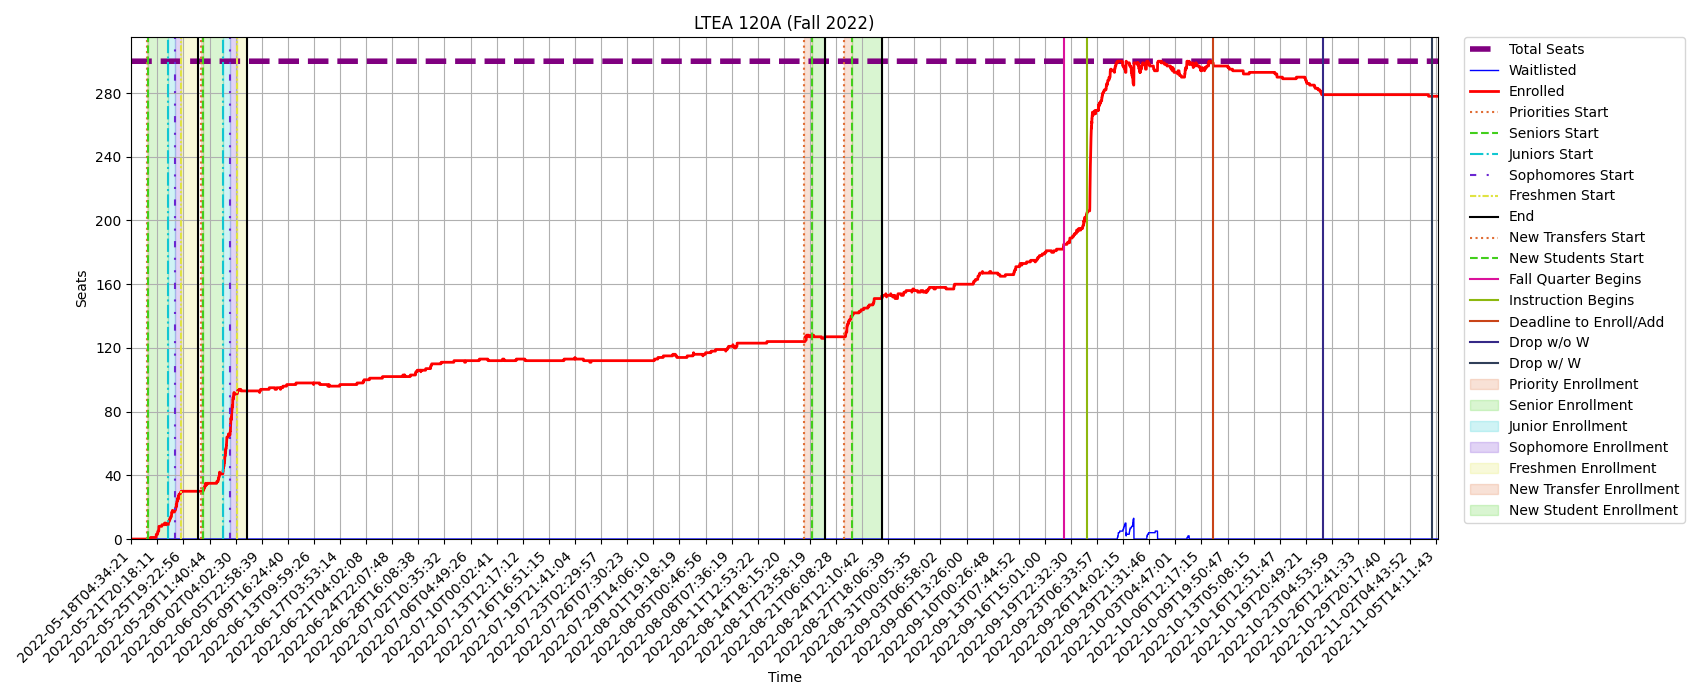 LTEA 120A (Fall 2022)
Seats
280
240
200
160
120
80
40
0
2022-05-18T04:34:21
2022-05-21T20:18:11
2022-05-25T19:22:56
2022-05-29T11:40:44
2022-06-02T04:02:30
2022-06-05T22:58:39
2022-06-09T16:24:40
2022-06-13T09:59:26
2022-06-17T03:53:14
2022-06-21T04:02:08
2022-06-24T22:07:48
2022-06-28T16:08:38
2022-07-02T10:35:32
2022-07-06T04:49:26
2022-07-10T00:02:41
2022-07-13T12:17:12
2022-07-16T16:51:15
2022-07-19T21:41:04
2022-07-23T02:29:57
2022-07-26T07:30:23
2022-07-29T14:06:10
2022-08-01T19:18:19
2022-08-05T00:46:56
2022-08-08T07:36:19
2022-08-11T12:53:22
2022-08-14T18:15:20
2022-08-17T23:58:19
2022-08-21T06:08:28
2022-08-24T12:10:42
2022-08-27T18:06:39
2022-08-31T00:05:35
2022-09-03T06:58:02
2022-09-06T13:26:00
2022-09-10T00:26:48
2022-09-13T07:44:52
2022-09-16T15:01:00
2022-09-19T22:32:30
2022-09-23T06:33:57
2022-09-26T14:02:15
2022-09-29T21:31:46
2022-10-03T04:47:01
2022-10-06T12:17:15
2022-10-09T19:50:47
2022-10-13T05:08:15
2022-10-16T12:51:47
2022-10-19T20:49:21
2022-10-23T04:53:59
2022-10-26T12:41:33
2022-10-29T20:17:40
2022-11-02T04:43:52
2022-11-05T14:11:43
Time
Total Seats
Waitlisted
Enrolled
Priorities Start
Seniors Start
Juniors Start
Sophomores Start
Freshmen Start
End
New Transfers Start
New Students Start
Fall Quarter Begins
Instruction Begins
Deadline to Enroll/Add
Drop w/o W
Drop w/ W
Priority Enrollment
Senior Enrollment
Junior Enrollment
Sophomore Enrollment
Freshmen Enrollment
New Transfer Enrollment
New Student Enrollment